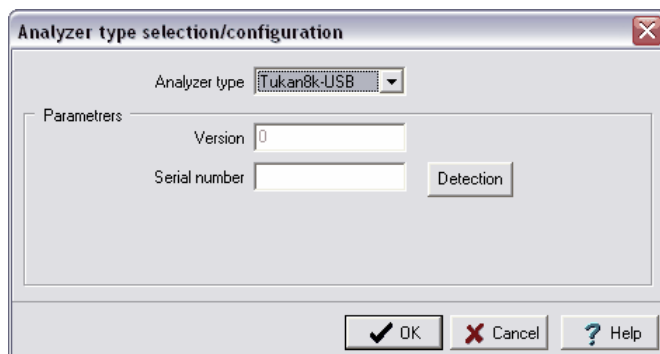 Analyzer type selection/configuration
Analyzer type Tukan8k-USB
Parametrers
Version 0
Serial number Detection
OK Cancel ? Help